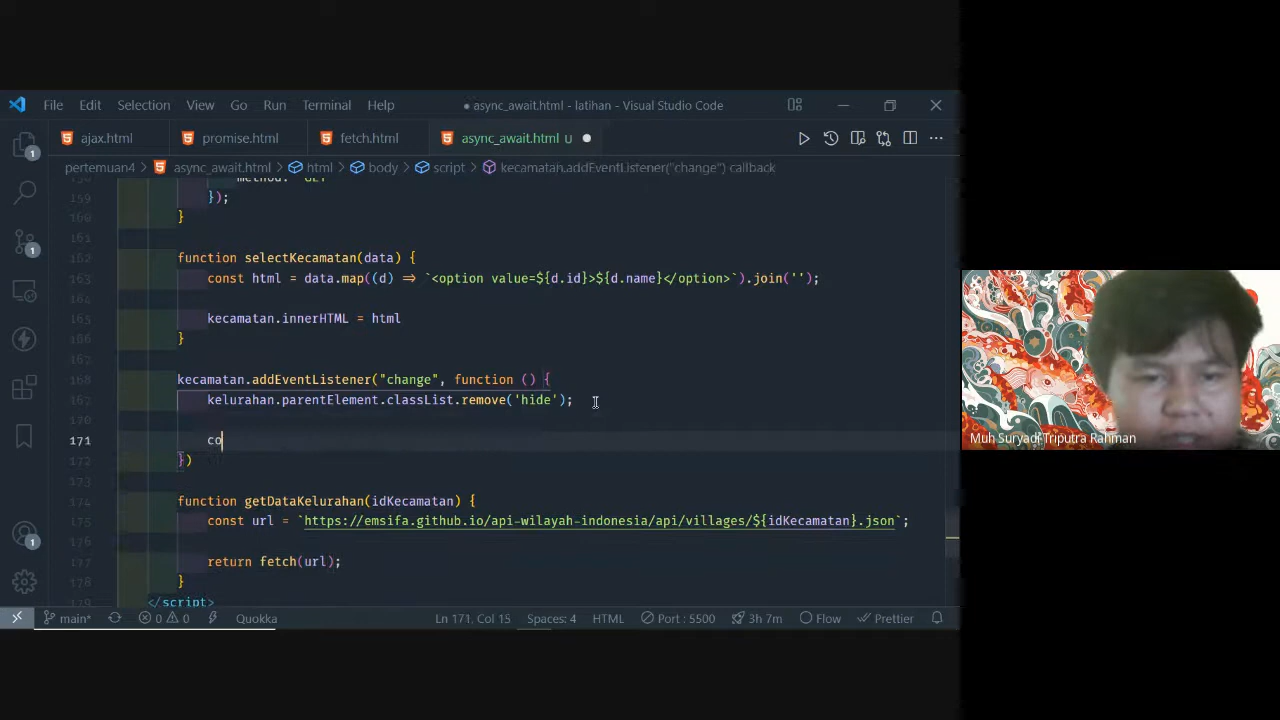 File Edit Selection View Go Run Terminal Help
async_await.html - latihan - Visual Studio Code
ajax.html promise.html fetch.html async_await.html U
pertemuan4 > async_await.html > html > body > script > kecamatan.addEventListener("change") callback
159 });
160 }
161
162 function selectKecamatan(data) {
163 const html = data.map((d) => `<option value=${d.id}>${d.name}</option>`).join('');
164
165 kecamatan.innerHTML = html
166 }
167
168 kecamatan.addEventListener("change", function () {
169 kelurahan.parentElement.classList.remove('hide');
170
171 co
172 })
173
174 function getDataKelurahan(idKecamatan) {
175 const url = `https://emsifa.github.io/api-wilayah-indonesia/api/villages/${idKecamatan}.json`;
176
177 return fetch(url);
178 }
179 </script>
1
1
1
main* 0 0 Quokka Ln 171, Col 15 Spaces: 4 HTML Port : 5500 3h 7m Flow Prettier
Muh Suryadi Triputra Rahman